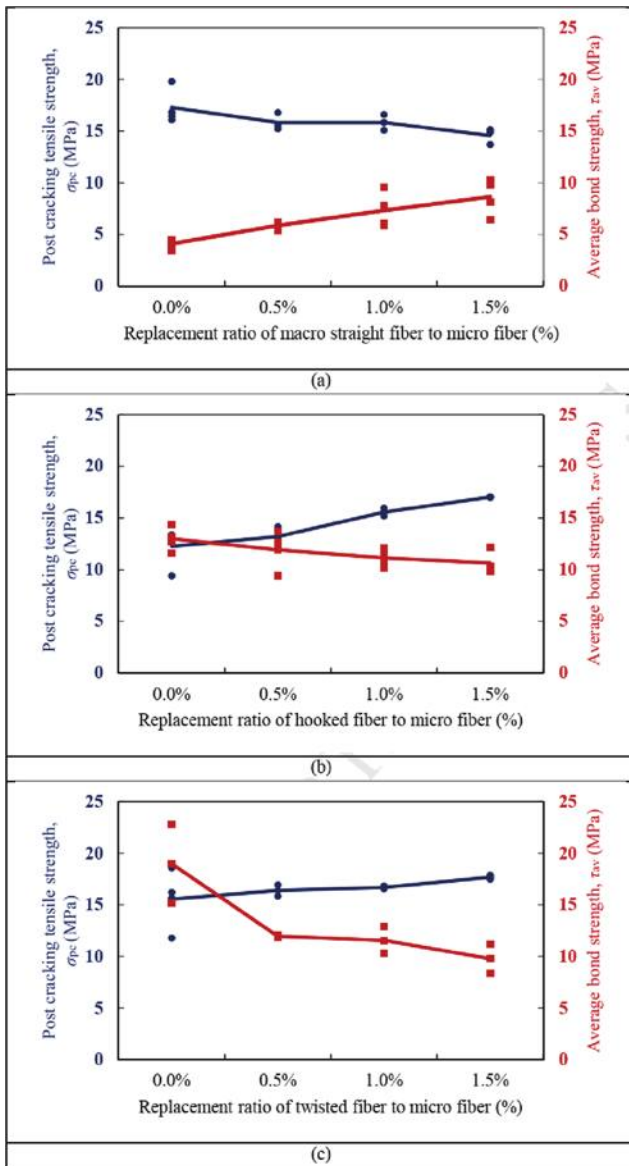 25
20
15
10
5
0
Post cracking tensile strength,
σpc (MPa)
25
20
15
10
5
0
Average bond strength, τav (MPa)
0.0% 0.5% 1.0% 1.5%
Replacement ratio of macro straight fiber to micro fiber (%)
(a)
25
20
15
10
5
0
Post cracking tensile strength,
σpc (MPa)
25
20
15
10
5
0
Average bond strength, τav (MPa)
0.0% 0.5% 1.0% 1.5%
Replacement ratio of hooked fiber to micro fiber (%)
(b)
25
20
15
10
5
0
Post cracking tensile strength,
σpc (MPa)
25
20
15
10
5
0
Average bond strength, τav (MPa)
0.0% 0.5% 1.0% 1.5%
Replacement ratio of twisted fiber to micro fiber (%)
(c)